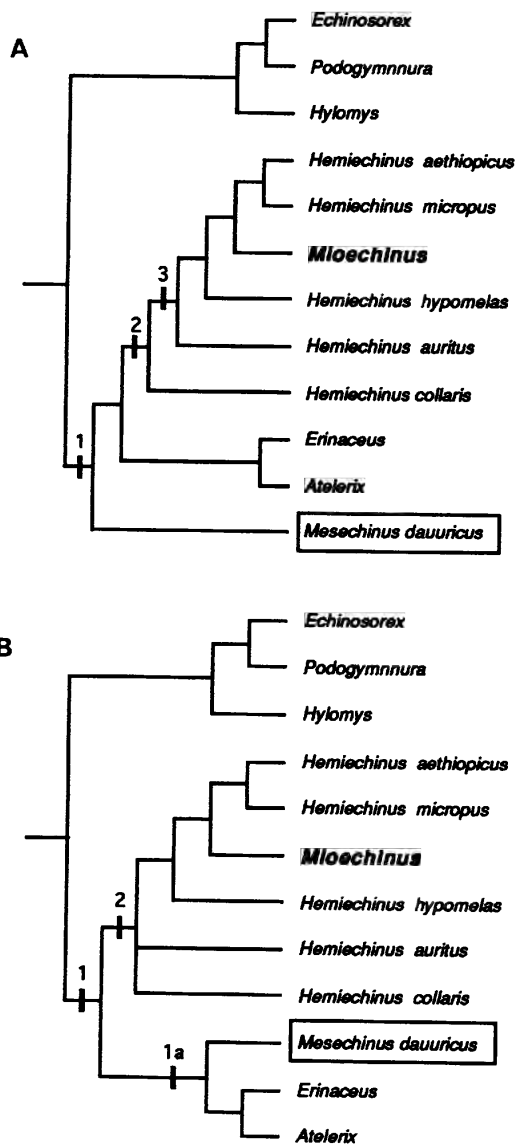 A
Echinosorex
Podogymnnura
Hylomys
Hemiechinus aethiopicus
Hemiechinus micropus
Mioechinus
3
Hemiechinus hypomelas
2
Hemiechinus auritus
Hemiechinus collaris
1
Erinaceus
Atelerix
Mesechinus dauuricus
B
Echinosorex
Podogymnnura
Hylomys
Hemiechinus aethiopicus
Hemiechinus micropus
Mioechinus
2
Hemiechinus hypomelas
Hemiechinus auritus
1
Hemiechinus collaris
Mesechinus dauuricus
1a
Erinaceus
Atelerix